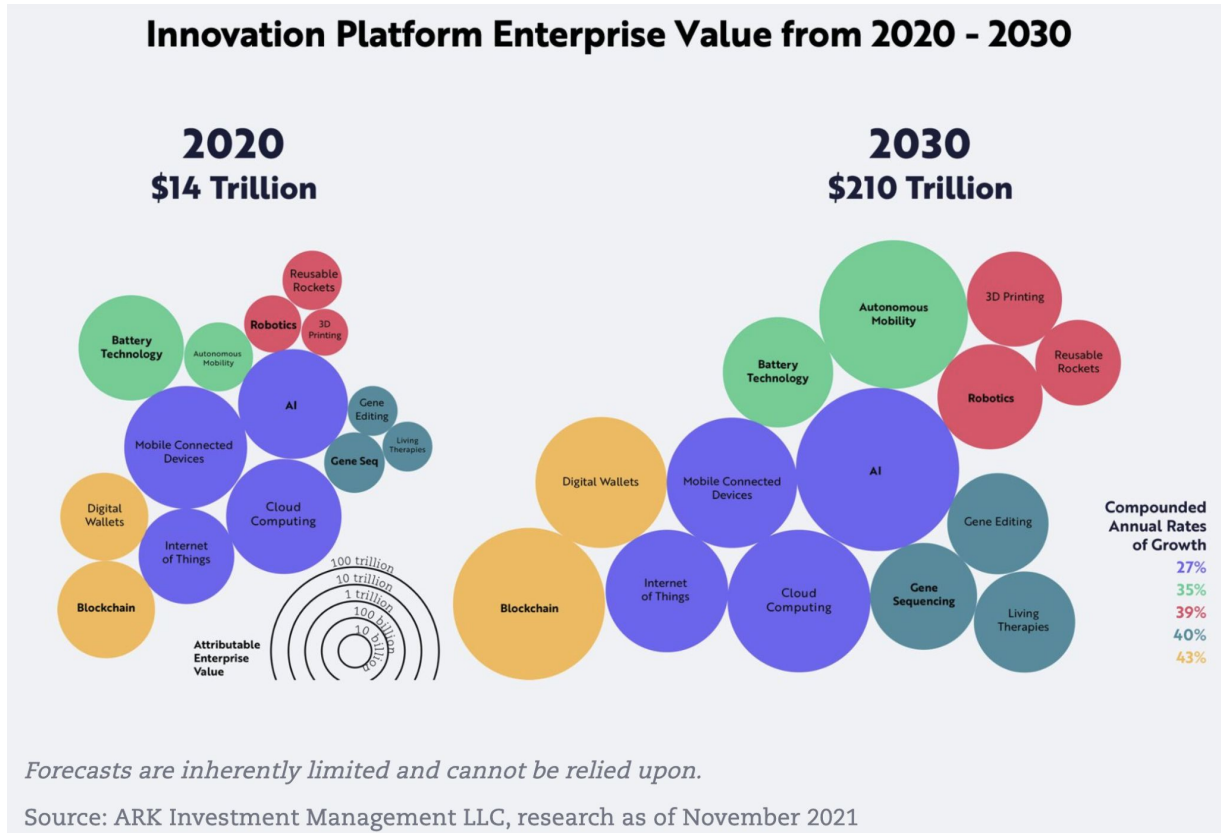 Innovation Platform Enterprise Value from 2020 - 2030
2020
$14 Trillion
Reusable
Rockets
Robotics
3D
Printing
Battery
Technology
Autonomous
Mobility
AI
Gene
Editing
Mobile Connected
Devices
Living
Therapies
Gene Seq
Digital
Wallets
Cloud
Computing
Internet
of Things
Blockchain
100 trillion
10 trillion
1 trillion
100 billion
10 billion
Attributable
Enterprise
Value
2030
$210 Trillion
Autonomous
Mobility
3D Printing
Reusable
Rockets
Battery
Technology
Robotics
AI
Digital Wallets
Mobile Connected
Devices
Gene Editing
Internet
of Things
Cloud
Computing
Gene
Sequencing
Blockchain
Living
Therapies
Compounded
Annual Rates
of Growth
27%
35%
39%
40%
43%
Forecasts are inherently limited and cannot be relied upon.
Source: ARK Investment Management LLC, research as of November 2021